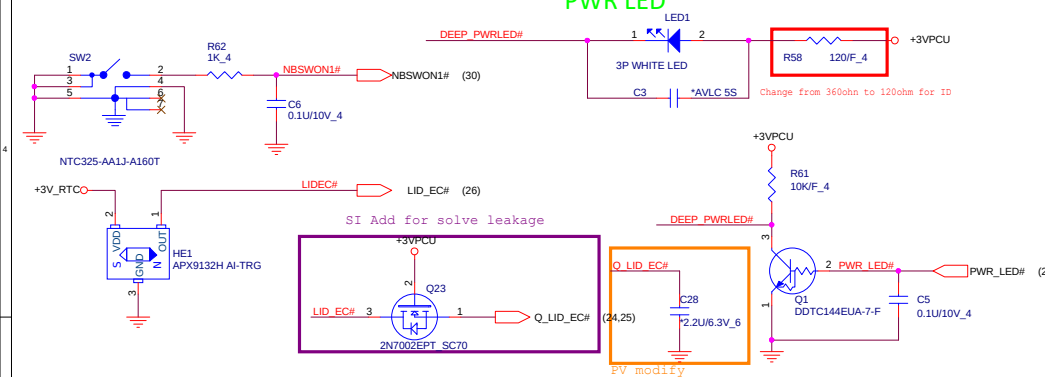 PWR LED
DEEP_PWRLED#
LED1
1
2
3P WHITE LED
R58
120/F_4
+3VPCU
C3
*AVLC 5S
Change from 360ohn to 120ohm for ID
SW2
1
3
5
2
4
6
R62
1K_4
NBSWON1#
NBSWON1# (30)
C6
0.1U/10V_4
NTC325-AA1J-A160T
4
+3V_RTC
LIDEC#
LID_EC# (26)
2
1
VDD
OUT
S
N
GND
3
HE1
APX9132H AI-TRG
SI Add for solve leakage
+3VPCU
2
Q23
LID_EC#
3
1
Q_LID_EC# (24,25)
2N7002EPT_SC70
Q_LID_EC#
C28
*2.2U/6.3V_6
PV modify
+3VPCU
R61
10K/F_4
DEEP_PWRLED#
3
2
PWR_LED#
PWR_LED# (2
1
Q1
DDTC144EUA-7-F
C5
0.1U/10V_4